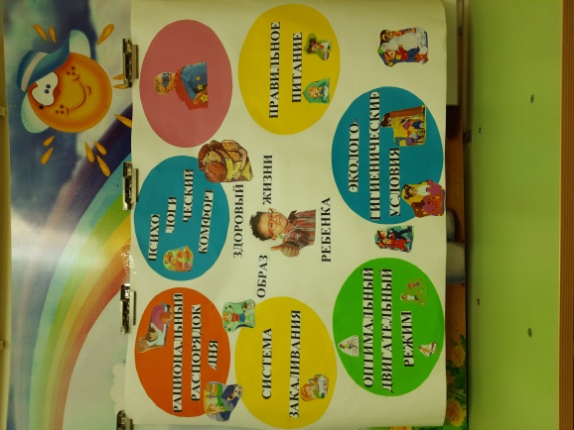 РАЦИОНАЛЬНЫЙ
РАСПОРЯДОК
ДНЯ
ПСИХО
ЛОГИ
ЧЕСКИЙ
КОМФОРТ
ЗДОРОВЫЙ
ОБРАЗ ЖИЗНИ
РЕБЕНКА
ПРАВИЛЬНОЕ
ПИТАНИЕ
СИСТЕМА
ЗАКАЛИВАНИЯ
ОПТИМАЛЬНЫЙ
ДВИГАТЕЛЬНЫЙ
РЕЖИМ
ЭКОЛОГО-
ГИГИЕНИЧЕСКИЕ
УСЛОВИЯ